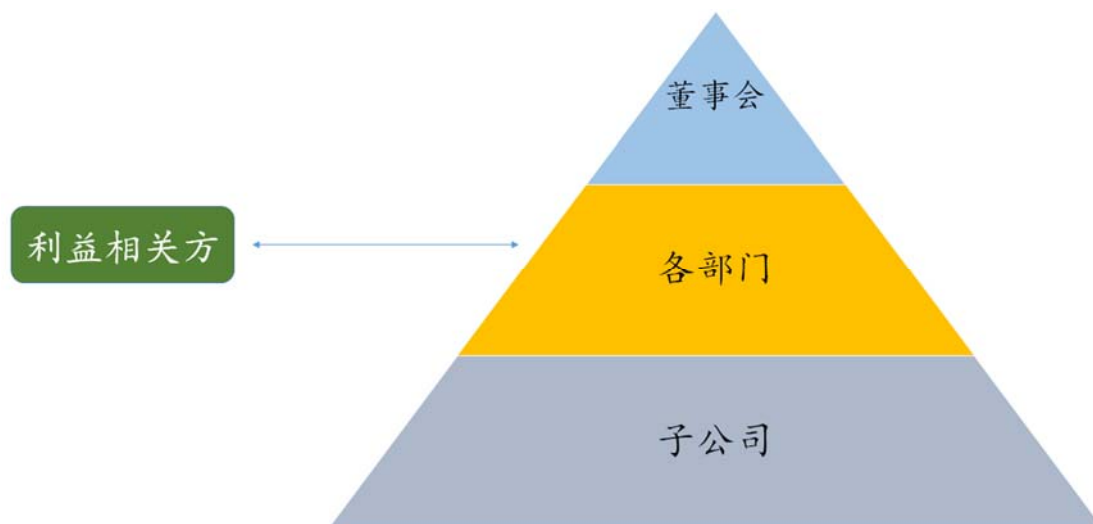 董事会
利益相关方
各部门
子公司